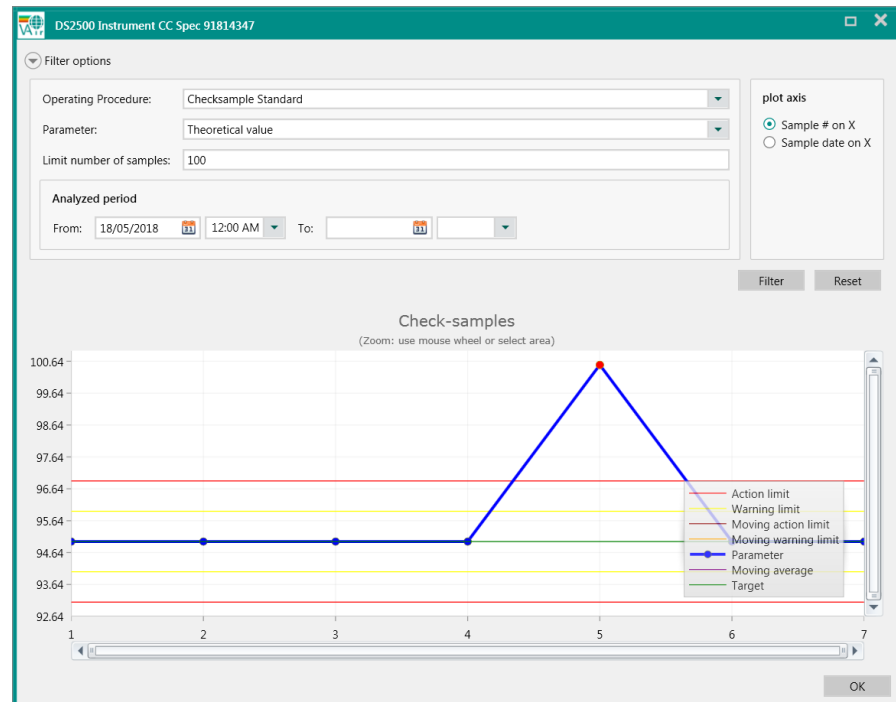 DS2500 Instrument CC Spec 91814347
Filter options
Operating Procedure: Checksample Standard
Parameter: Theoretical value
Limit number of samples: 100
Analyzed period
From: 18/05/2018 12:00 AM To:
plot axis
Sample # on X
Sample date on X
Filter Reset
Check-samples
(Zoom: use mouse wheel or select area)
100.64
99.64
98.64
97.64
96.64
95.64
94.64
93.64
92.64
1 2 3 4 5 6 7
Action limit
Warning limit
Moving action limit
Moving warning limit
Parameter
Moving average
Target
OK